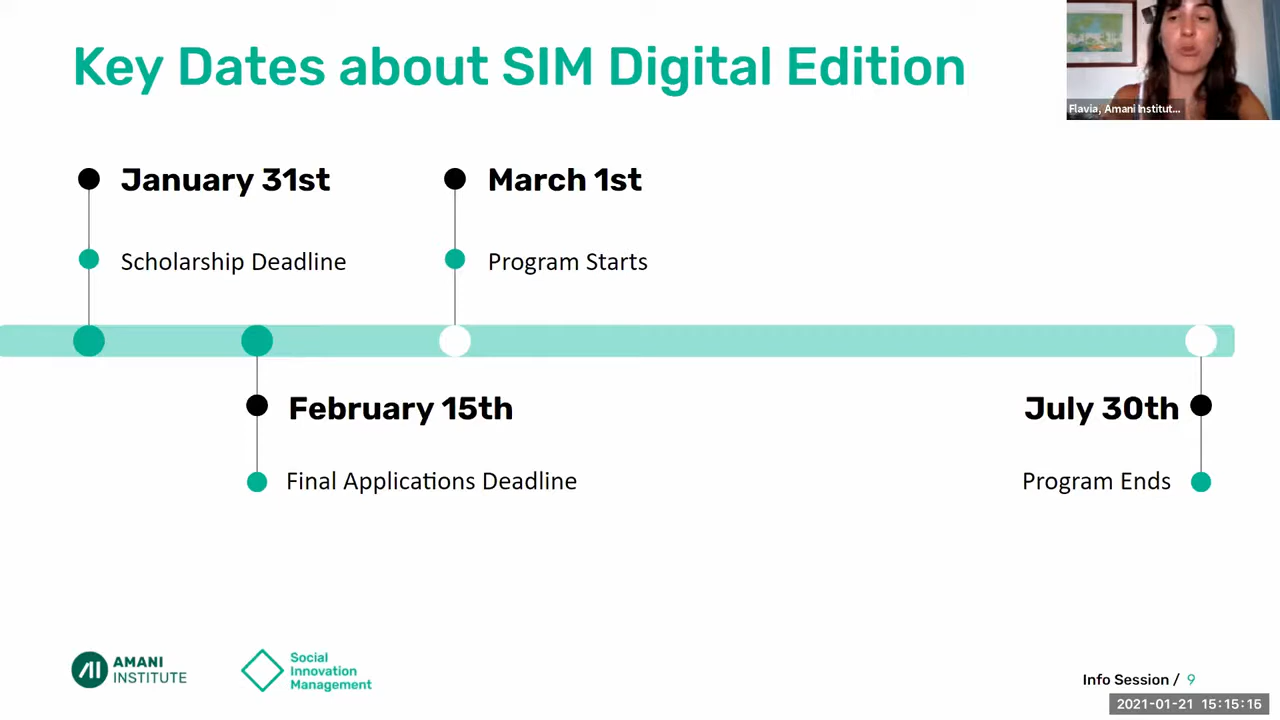 Key Dates about SIM Digital Edition
Flavia, Amani Institut...
January 31st
March 1st
Scholarship Deadline
Program Starts
February 15th
July 30th
Final Applications Deadline
Program Ends
AMANI
INSTITUTE
Social
Innovation
Management
Info Session / 9
2021-01-21 15:15:15